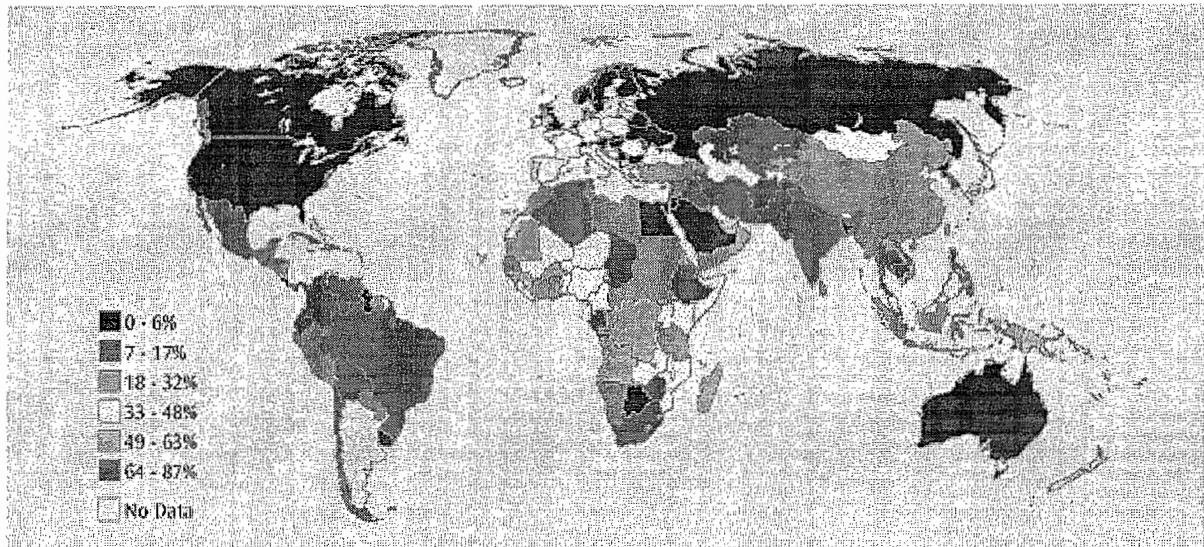 0 - 6%
7 - 17%
18 - 32%
33 - 48%
49 - 63%
64 - 87%
No Data